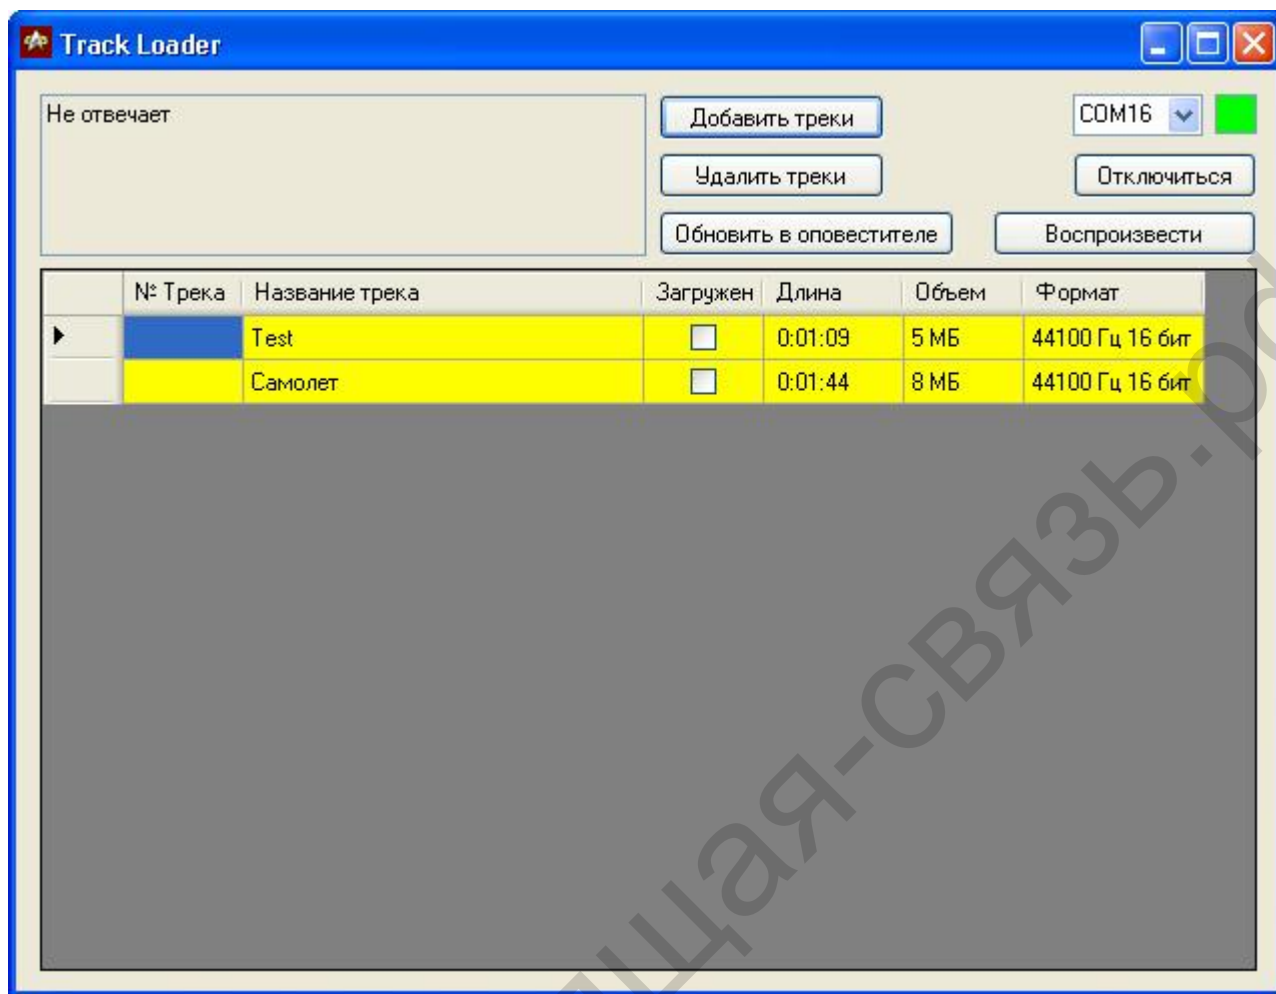 Track Loader
Не отвечает
Добавить треки
COM16
Удалить треки
Отключиться
Обновить в оповестителе
Воспроизвести
№ Трека Название трека Загружен Длина Объем Формат
Test 0:01:09 5 МБ 44100 Гц 16 бит
Самолет 0:01:44 8 МБ 44100 Гц 16 бит